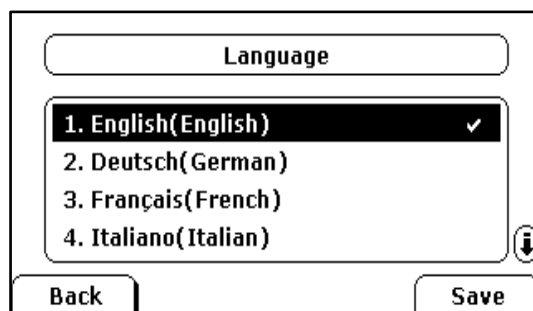 Language
1. English(English)
2. Deutsch(German)
3. Français(French)
4. Italiano(Italian)
Back
Save